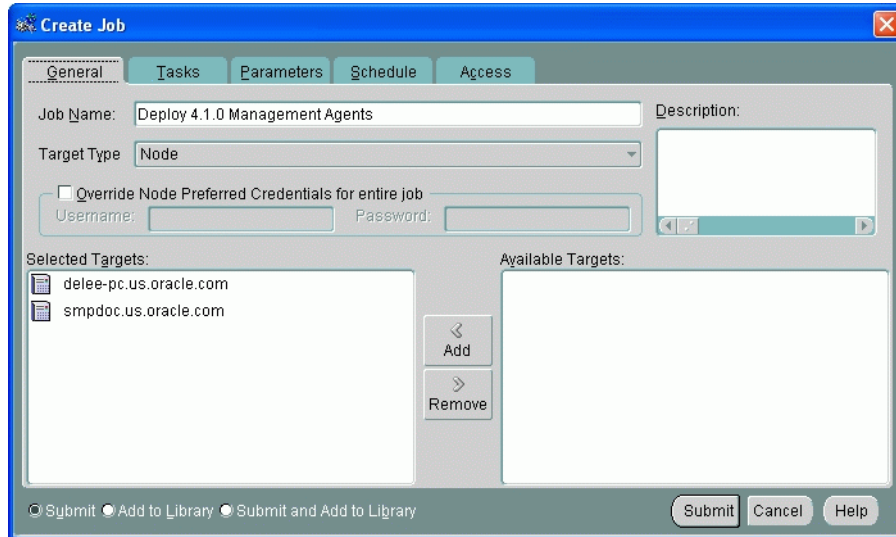 Create Job
General Tasks Parameters Schedule Access
Job Name: Deploy 4.1.0 Management Agents
Description:
Target Type Node
Override Node Preferred Credentials for entire job
Username: Password:
Selected Targets:
Available Targets:
delee-pc.us.oracle.com
smpdoc.us.oracle.com
Add
Remove
Submit Add to Library Submit and Add to Library
Submit Cancel Help